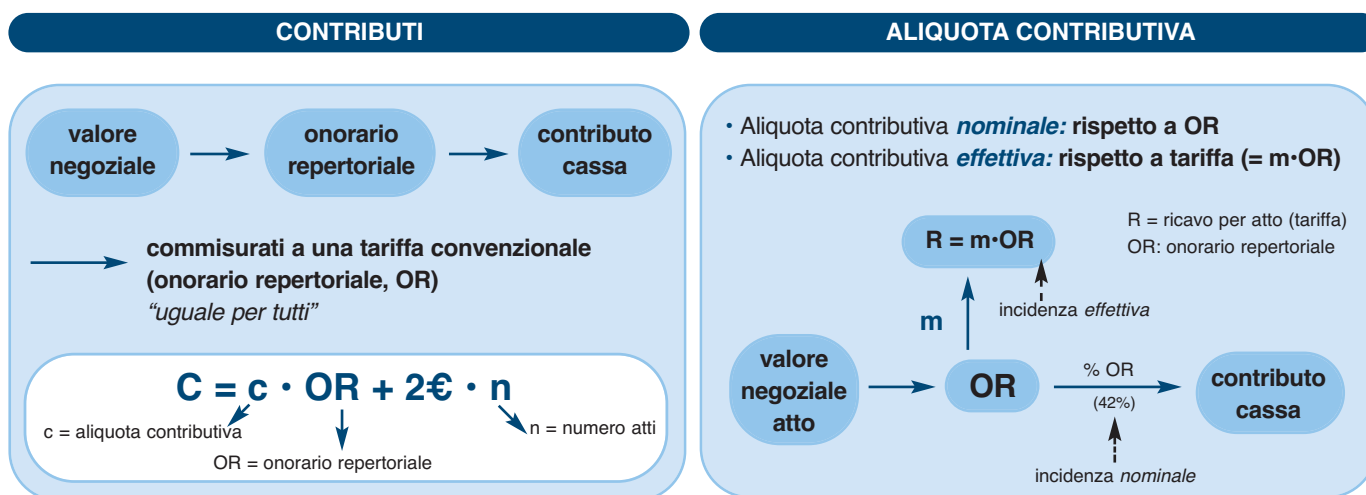 CONTRIBUTI
valore
negoziale
onorario
repertoriale
contributo
cassa
commisurati a una tariffa convenzionale
(onorario repertoriale, OR)
“uguale per tutti”
C = c · OR + 2€ · n
c = aliquota contributiva
n = numero atti
OR = onorario repertoriale
ALIQUOTA CONTRIBUTIVA
• Aliquota contributiva nominale: rispetto a OR
• Aliquota contributiva effettiva: rispetto a tariffa (= m·OR)
R = ricavo per atto (tariffa)
OR: onorario repertoriale
R = m·OR
incidenza effettiva
m
valore
negoziale
atto
OR
% OR
(42%)
contributo
cassa
incidenza nominale